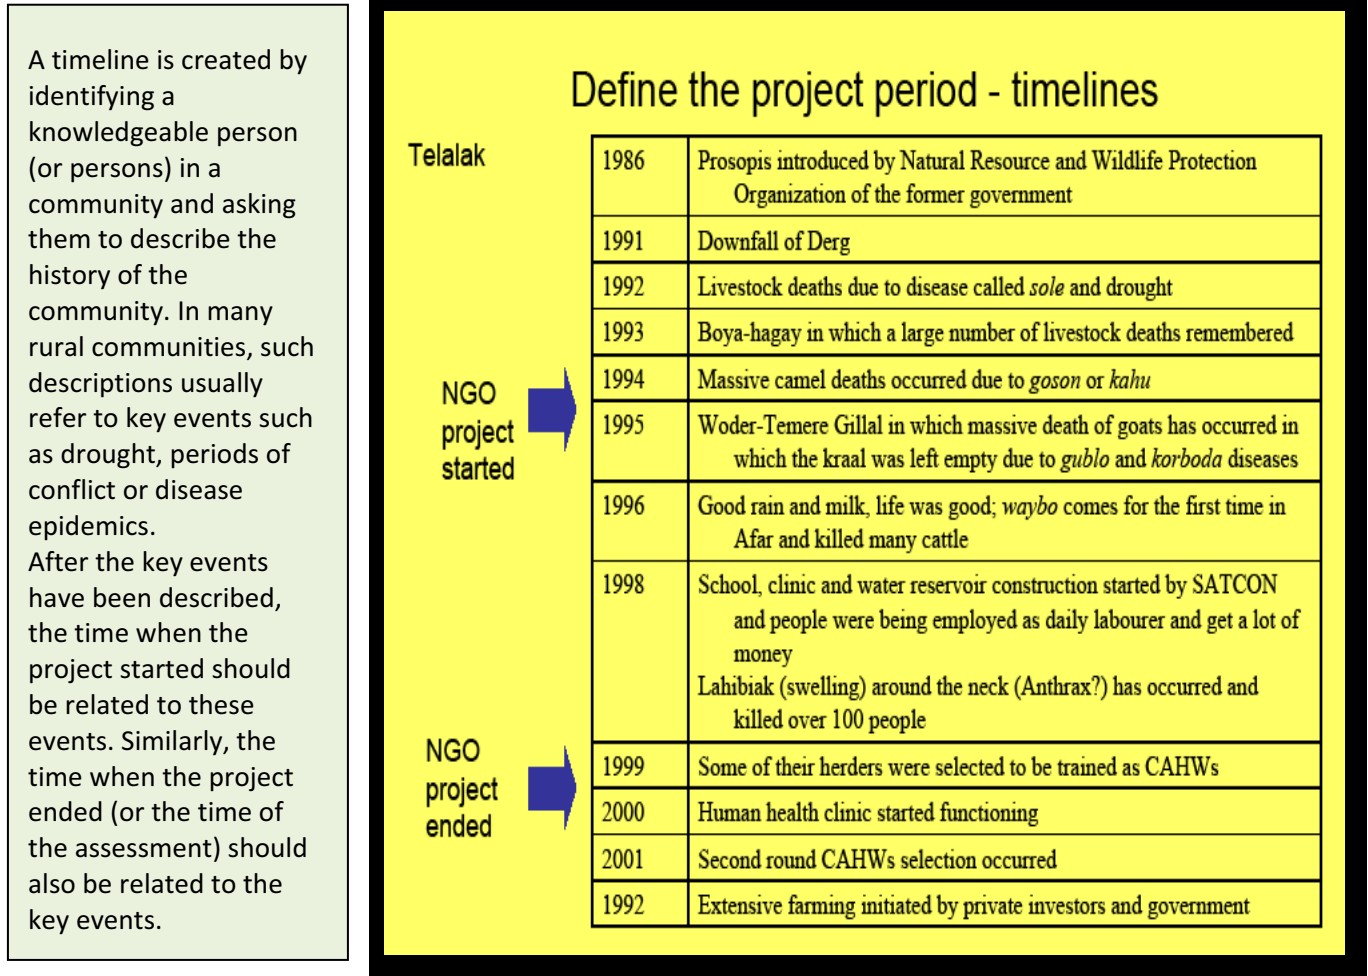 A timeline is created by
identifying a
knowledgeable person
(or persons) in a
community and asking
them to describe the
history of the
community. In many
rural communities, such
descriptions usually
refer to key events such
as drought, periods of
conflict or disease
epidemics.
After the key events
have been described,
the time when the
project started should
be related to these
events. Similarly, the
time when the project
ended (or the time of
the assessment) should
also be related to the
key events.
Define the project period - timelines
Telalak
1986 Prosopis introduced by Natural Resource and Wildlife Protection
Organization of the former government
1991 Downfall of Derg
1992 Livestock deaths due to disease called sole and drought
1993 Boya-hagay in which a large number of livestock deaths remembered
NGO
project
started
1994 Massive camel deaths occurred due to goson or kahu
1995 Woder-Temere Gillal in which massive death of goats has occurred in
which the kraal was left empty due to gublo and korboda diseases
1996 Good rain and milk, life was good; waybo comes for the first time in
Afar and killed many cattle
1998 School, clinic and water reservoir construction started by SATCON
and people were being employed as daily labourer and get a lot of
money
Lahibiak (swelling) around the neck (Anthrax?) has occurred and
killed over 100 people
NGO
project
ended
1999 Some of their herders were selected to be trained as CAHWs
2000 Human health clinic started functioning
2001 Second round CAHWs selection occurred
1992 Extensive farming initiated by private investors and government